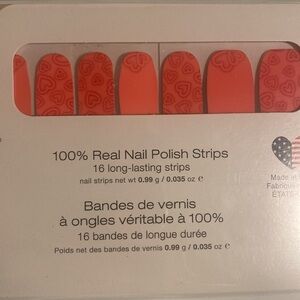 100% Real Nail Polish Strips
16 long-lasting strips
nail strips net wt 0.99 g / 0.035 oz ℮
Made in
Fabriqué
ÉTATS-
Bandes de vernis
à ongles véritable à 100%
16 bandes de longue durée
Poids net des bandes de vernis 0.99 g / 0.035 oz ℮